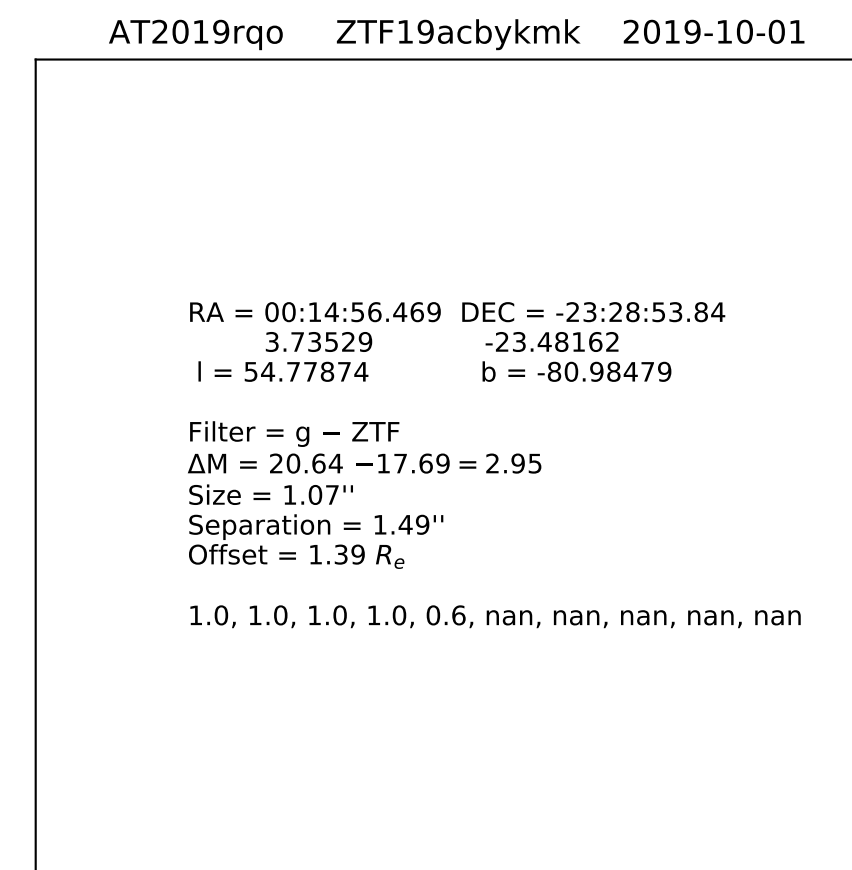 AT2019rqo ZTF19acbykmk 2019-10-01
RA = 00:14:56.469 DEC = -23:28:53.84
3.73529 -23.48162
l = 54.77874 b = -80.98479
Filter = g − ZTF
ΔM = 20.64 −17.69 = 2.95
Size = 1.07''
Separation = 1.49''
Offset = 1.39 Re
1.0, 1.0, 1.0, 1.0, 0.6, nan, nan, nan, nan, nan